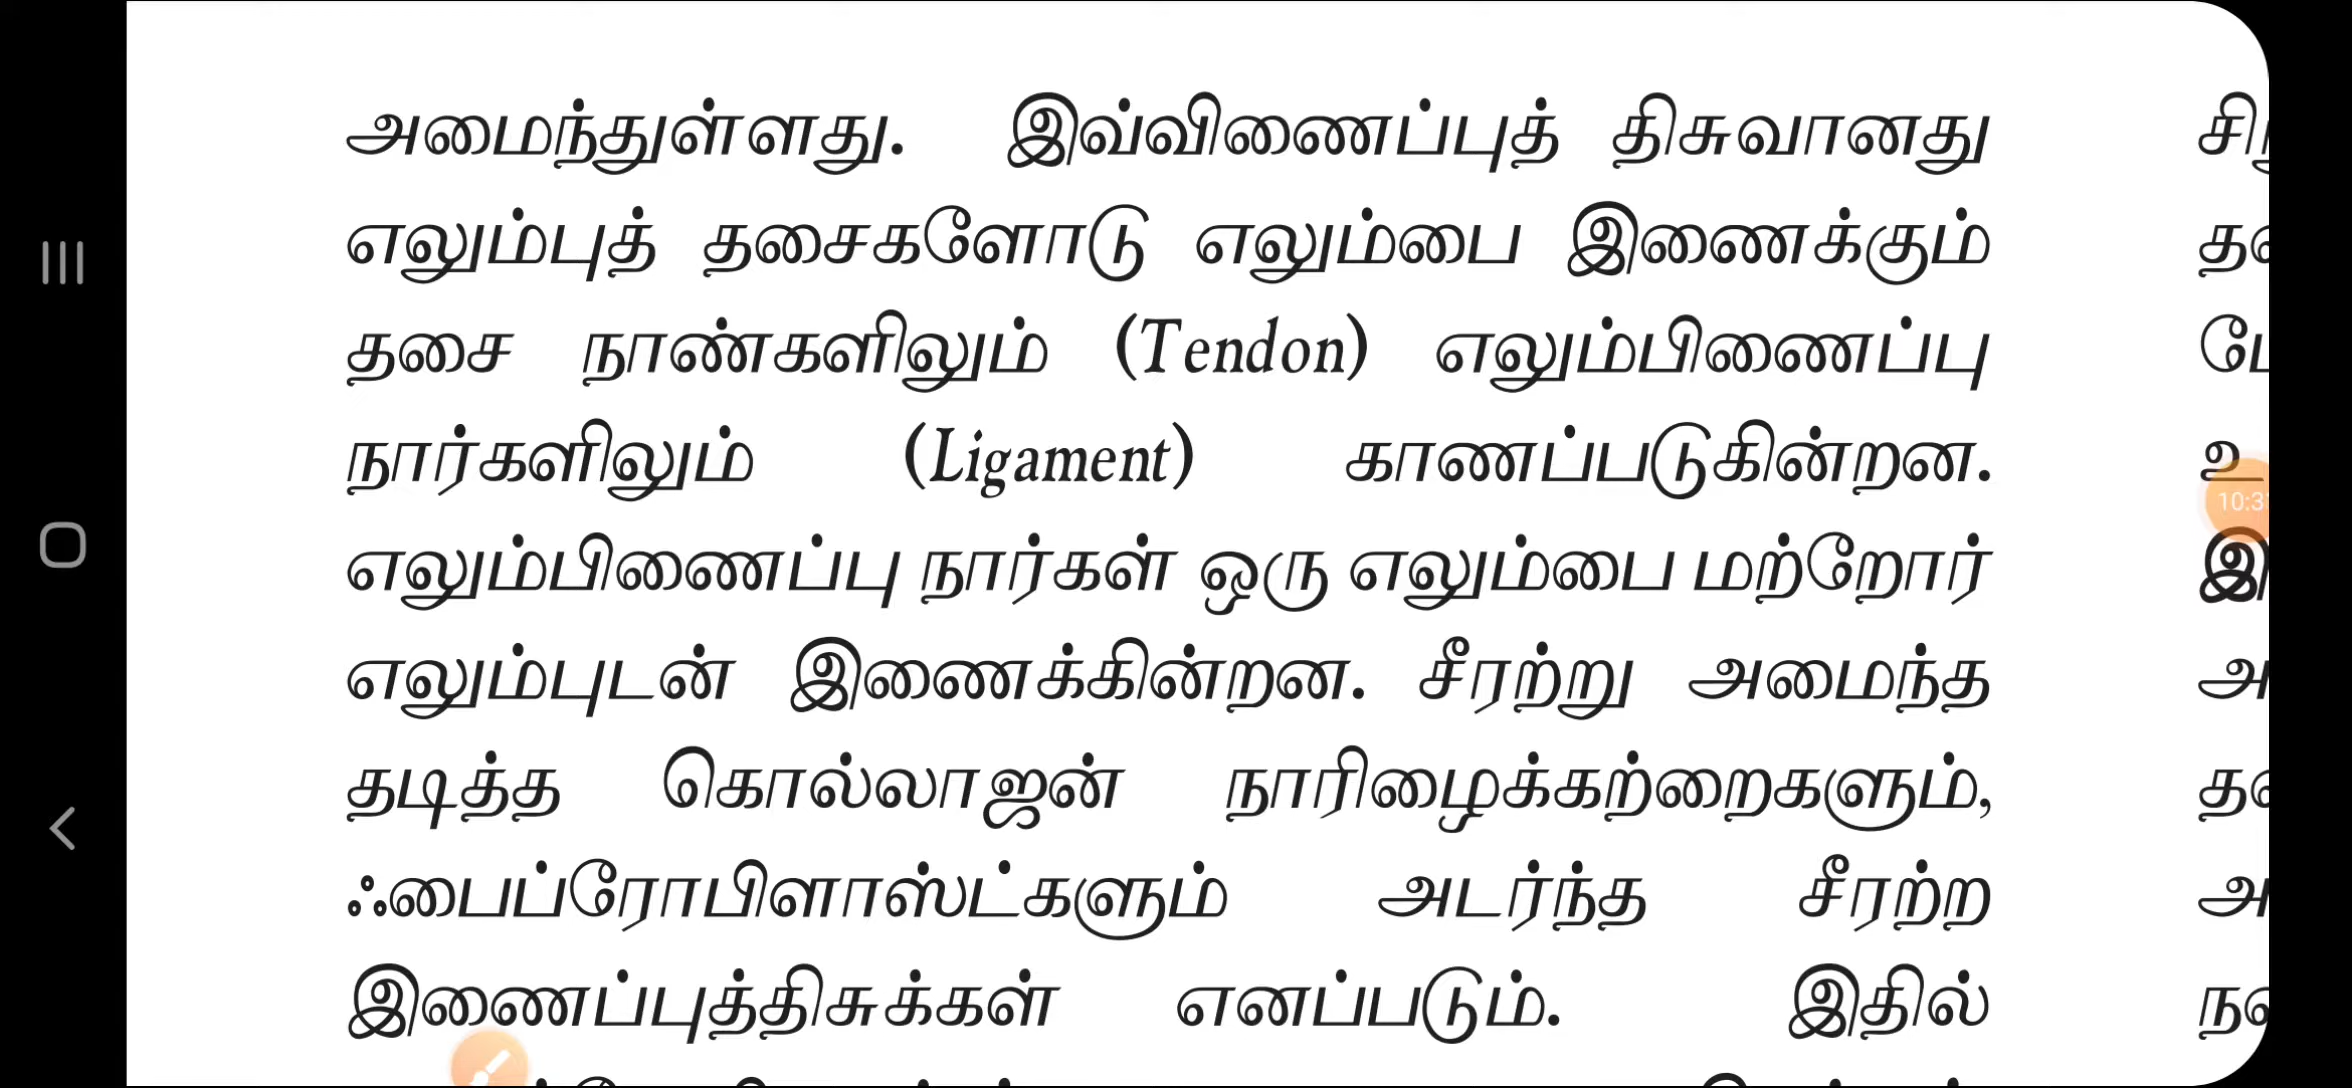 அமைந்துள்ளது. இவ்விணைப்புத் திசுவானது
எலும்புத் தசைகளோடு எலும்பை இணைக்கும்
தசை நாண்களிலும் (Tendon) எலும்பிணைப்பு
நார்களிலும் (Ligament) காணப்படுகின்றன.
எலும்பிணைப்பு நார்கள் ஒரு எலும்பை மற்றோர்
எலும்புடன் இணைக்கின்றன. சீரற்று அமைந்த
தடித்த கொல்லாஜன் நாரிழைக்கற்றைகளும்,
ஃபைப்ரோபிளாஸ்ட்களும் அடர்ந்த சீரற்ற
இணைப்புத்திசுக்கள் எனப்படும். இதில்